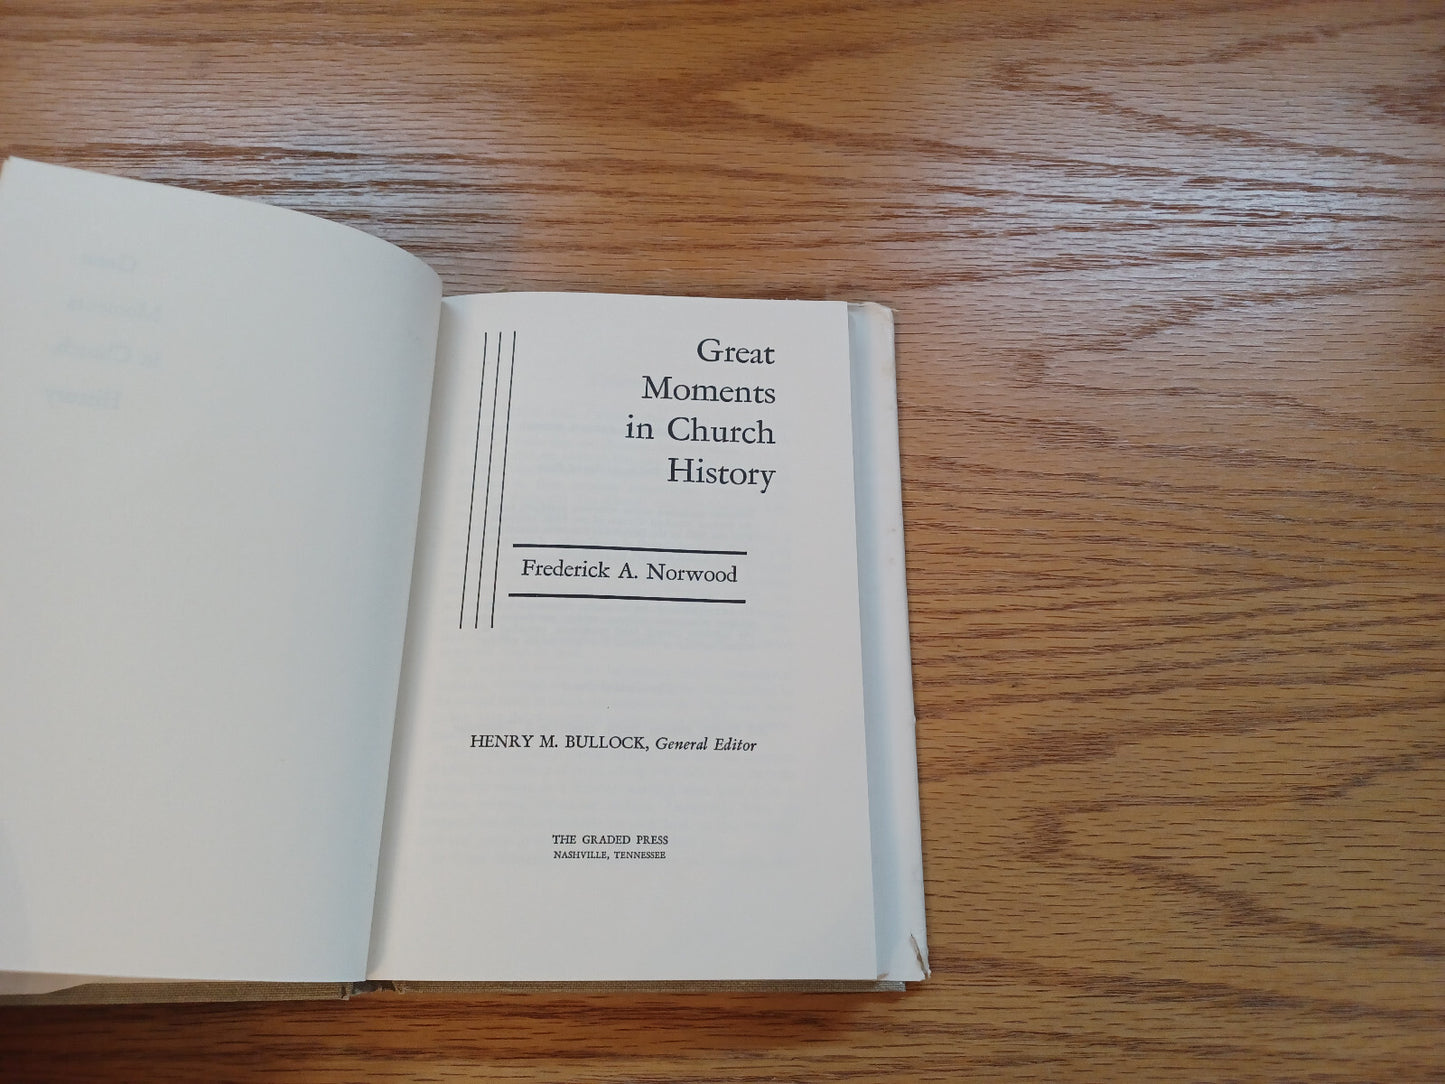 Great
Moments
in Church
History
Frederick A. Norwood
HENRY M. BULLOCK, General Editor
THE GRADED PRESS
NASHVILLE, TENNESSEE